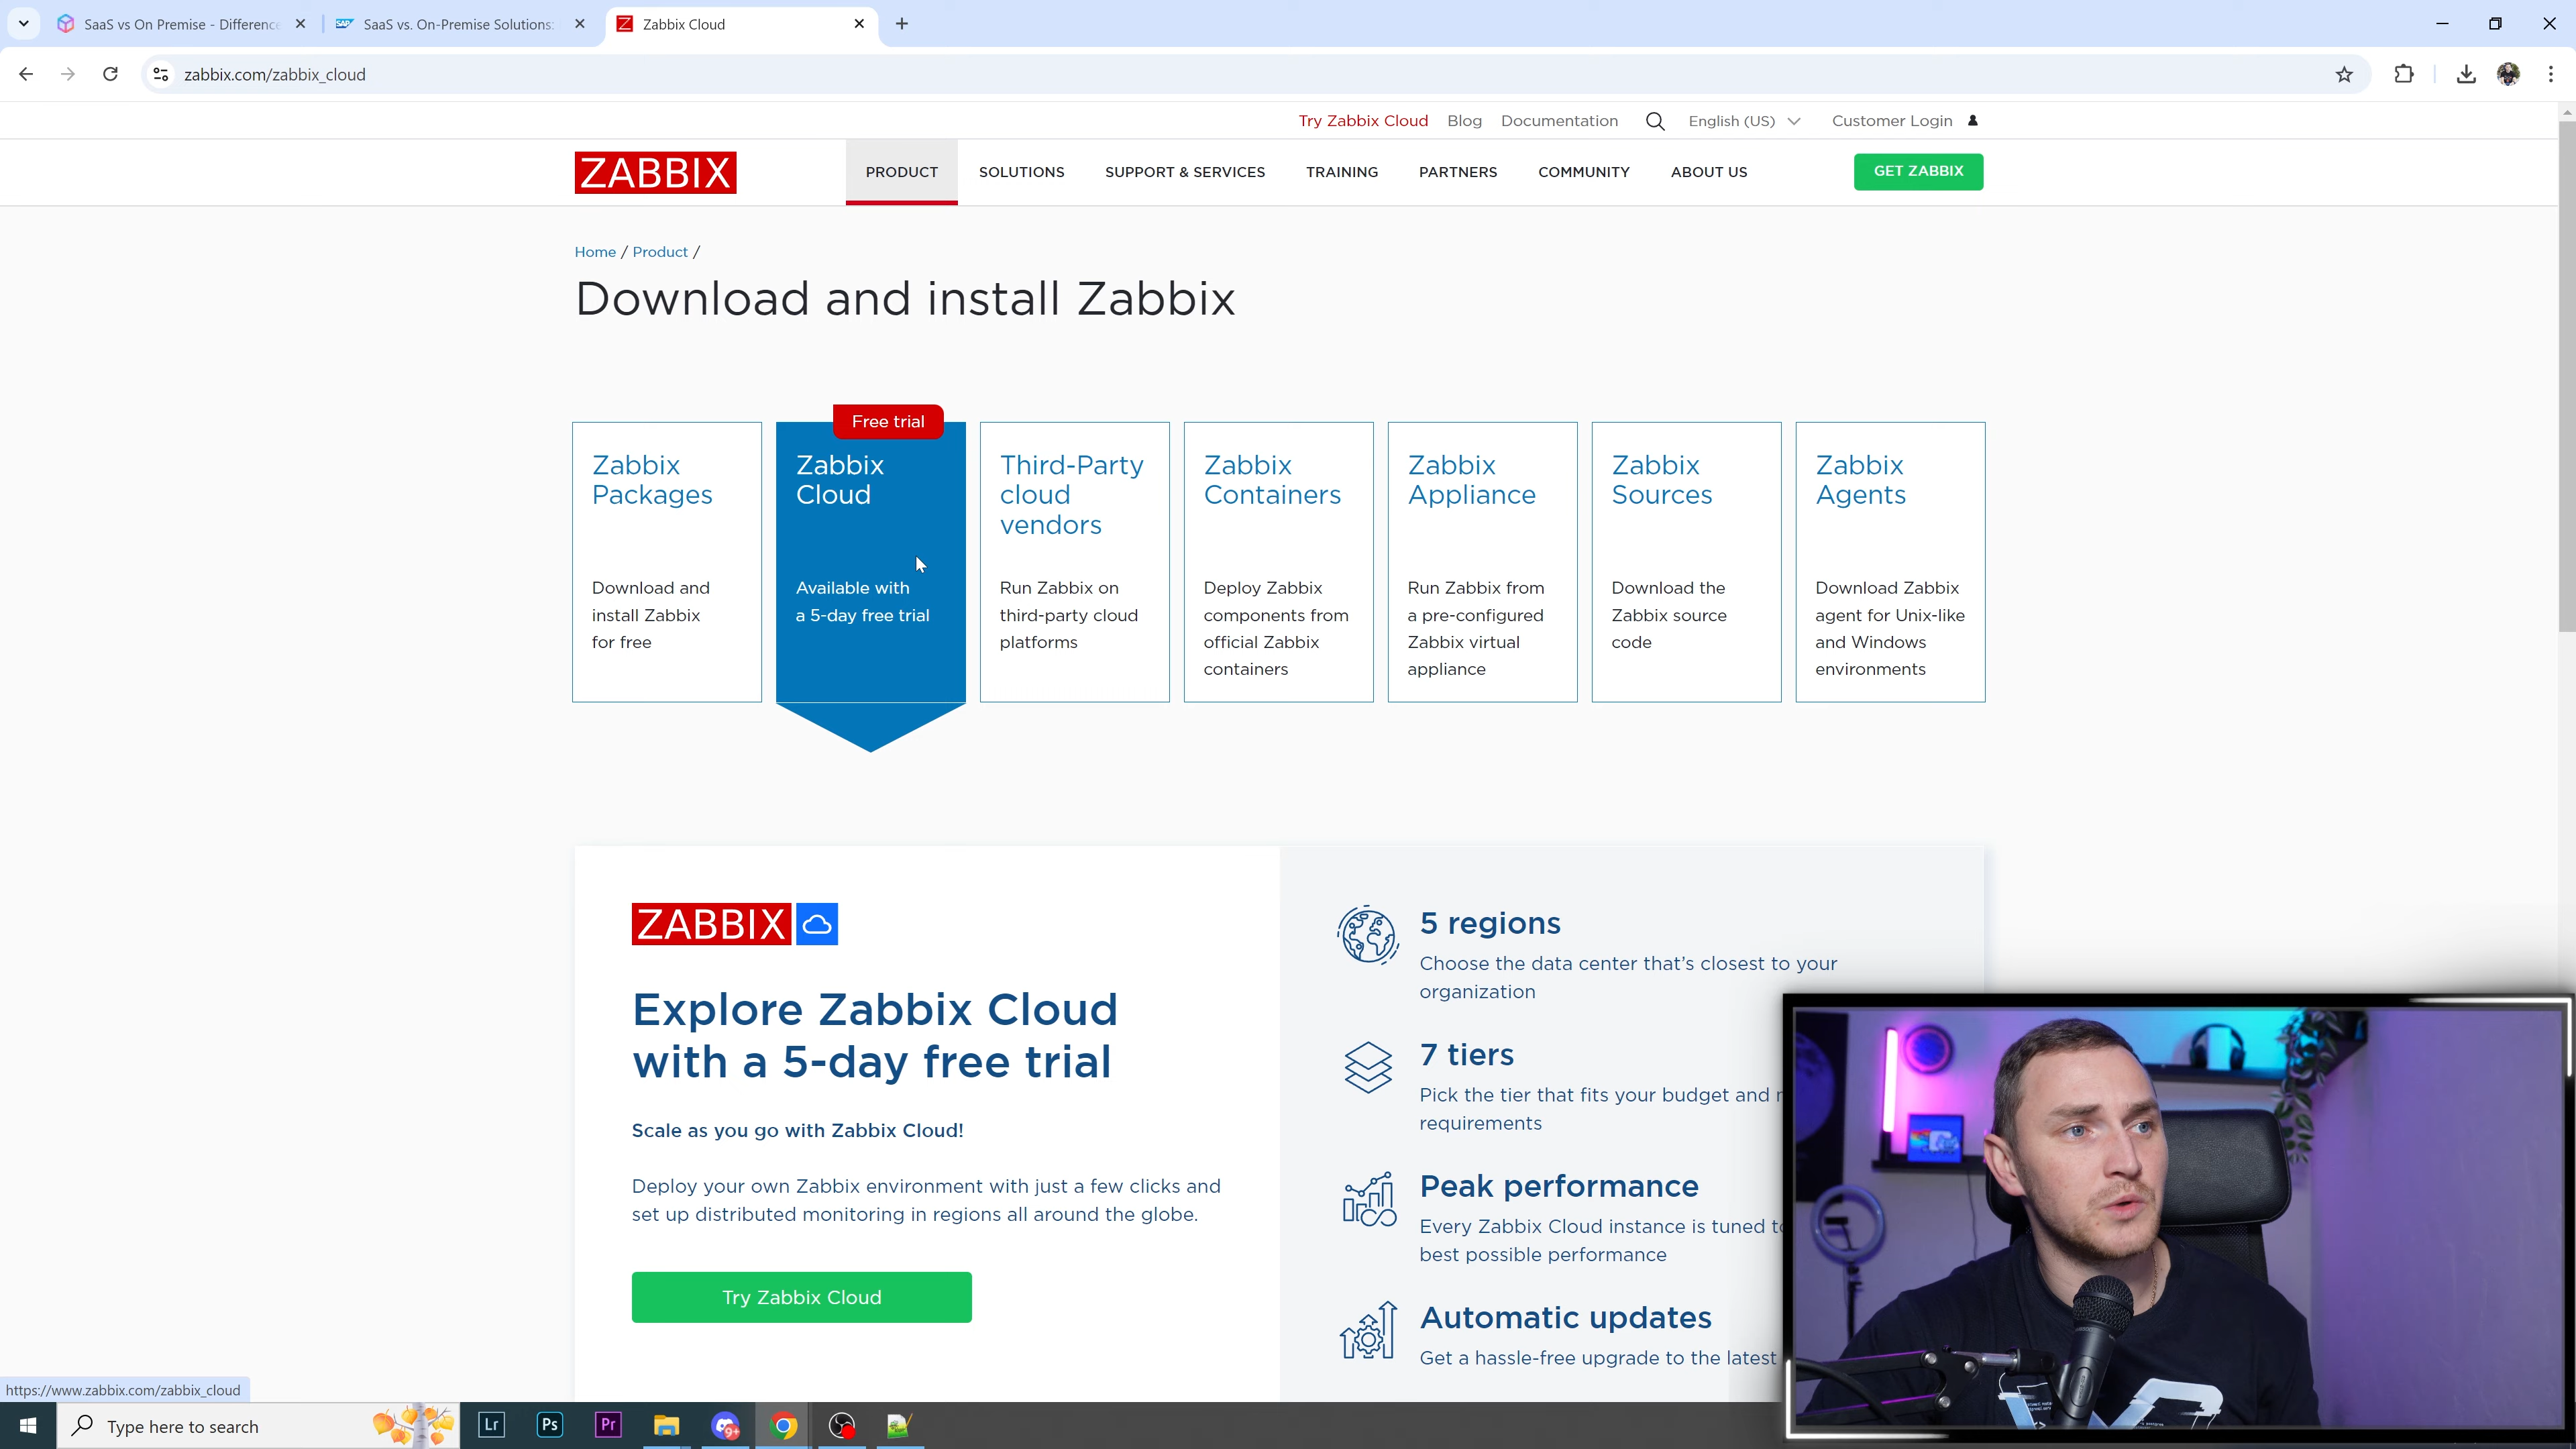 SaaS vs On Premise - Difference
SAP
SaaS vs. On-Premise Solutions:
Zabbix Cloud
zabbix.com/zabbix_cloud
Try Zabbix Cloud
Blog
Documentation
English (US)
Customer Login
ZABBIX
PRODUCT
SOLUTIONS
SUPPORT & SERVICES
TRAINING
PARTNERS
COMMUNITY
ABOUT US
GET ZABBIX
Home / Product /
Download and install Zabbix
Zabbix
Packages
Download and
install Zabbix
for free
Free trial
Zabbix
Cloud
Available with
a 5-day free trial
Third-Party
cloud
vendors
Run Zabbix on
third-party cloud
platforms
Zabbix
Containers
Deploy Zabbix
components from
official Zabbix
containers
Zabbix
Appliance
Run Zabbix from
a pre-configured
Zabbix virtual
appliance
Zabbix
Sources
Download the
Zabbix source
code
Zabbix
Agents
Download Zabbix
agent for Unix-like
and Windows
environments
ZABBIX
Explore Zabbix Cloud
with a 5-day free trial
Scale as you go with Zabbix Cloud!
Deploy your own Zabbix environment with just a few clicks and
set up distributed monitoring in regions all around the globe.
Try Zabbix Cloud
5 regions
Choose the data center that's closest to your
organization
7 tiers
Pick the tier that fits your budget and
requirements
Peak performance
Every Zabbix Cloud instance is tuned
best possible performance
Automatic updates
Get a hassle-free upgrade to the latest
https://www.zabbix.com/zabbix_cloud
Type here to search
Lr
Ps
Pr
9+